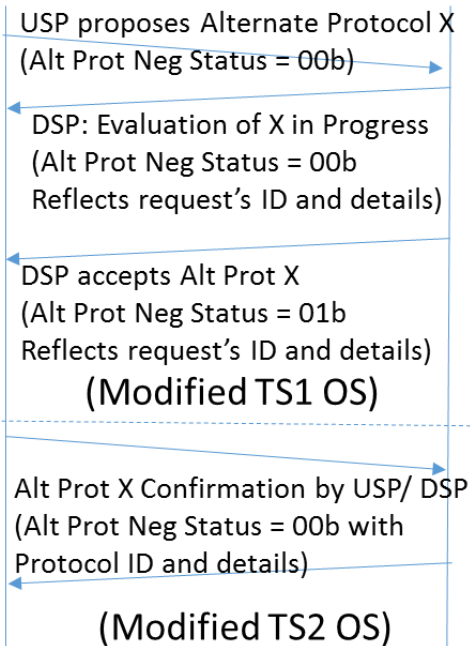 USP proposes Alternate Protocol X
(Alt Prot Neg Status = 00b)
DSP: Evaluation of X in Progress
(Alt Prot Neg Status = 00b
Reflects request's ID and details)
DSP accepts Alt Prot X
(Alt Prot Neg Status = 01b
Reflects request's ID and details)
(Modified TS1 OS)
Alt Prot X Confirmation by USP/ DSP
(Alt Prot Neg Status = 00b with
Protocol ID and details)
(Modified TS2 OS)